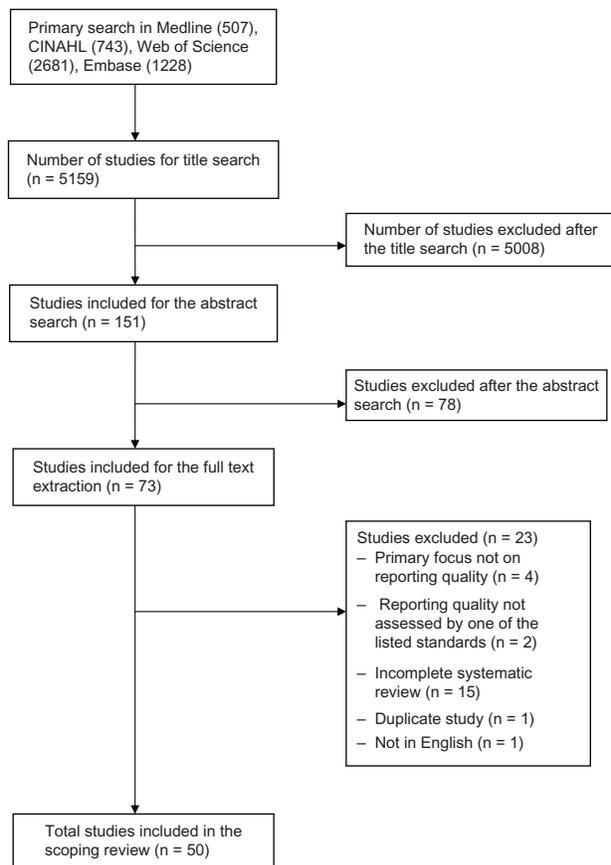 Primary search in Medline (507),
CINAHL (743), Web of Science
(2681), Embase (1228)
Number of studies for title search
(n = 5159)
Number of studies excluded after
the title search (n = 5008)
Studies included for the abstract
search (n = 151)
Studies excluded after the abstract
search (n = 78)
Studies included for the full text
extraction (n = 73)
Studies excluded (n = 23)
– Primary focus not on
reporting quality (n = 4)
– Reporting quality not
assessed by one of the
listed standards (n = 2)
– Incomplete systematic
review (n = 15)
– Duplicate study (n = 1)
– Not in English (n = 1)
Total studies included in the
scoping review (n = 50)